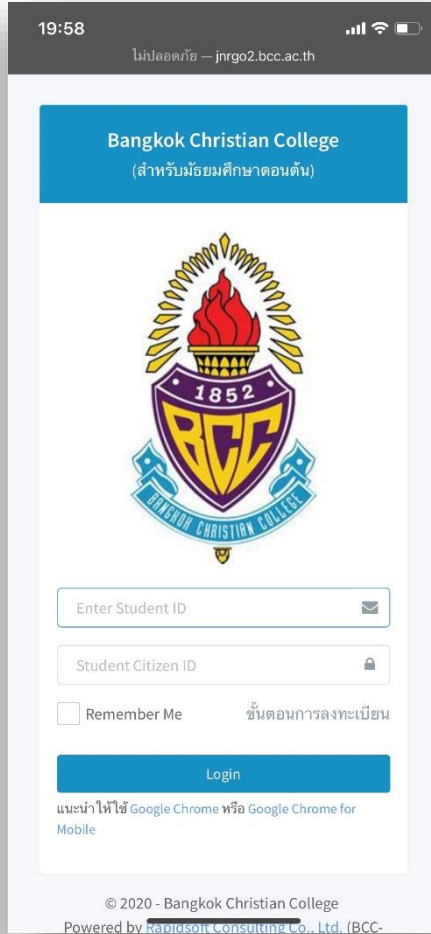 19:58
ไม่ปลอดภัย — jnrgo2.bcc.ac.th
Bangkok Christian College
(สำหรับมัธยมศึกษาตอนต้น)
1852
BCC
BANGKOK CHRISTIAN COLLEGE
Enter Student ID
Student Citizen ID
Remember Me ขั้นตอนการลงทะเบียน
Login
แนะนำให้ใช้ Google Chrome หรือ Google Chrome for
Mobile
© 2020 - Bangkok Christian College
Powered by Rapidsoft Consulting Co., Ltd. (BCC-